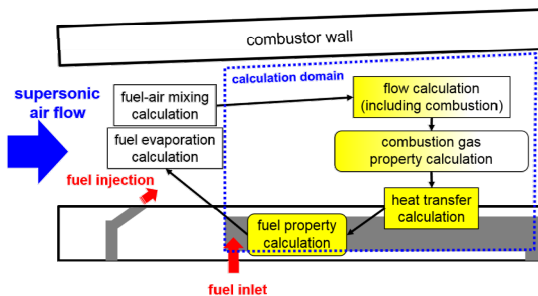 combustor wall
calculation domain
supersonic
air flow
fuel-air mixing
calculation
fuel evaporation
calculation
flow calculation
(including combustion)
combustion gas
property calculation
fuel injection
heat transfer
calculation
fuel property
calculation
fuel inlet